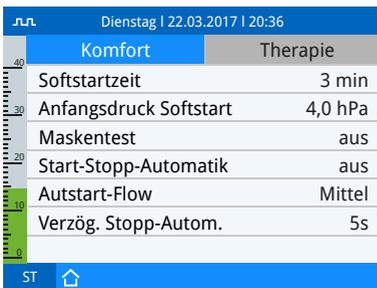 Dienstag l 22.03.2017 l 20:36
Komfort Therapie
40
Softstartzeit 3 min
Anfangsdruck Softstart 4,0 hPa
30
Maskentest aus
20
Start-Stopp-Automatik aus
Autstart-Flow Mittel
10
Verzög. Stopp-Autom. 5s
0
ST